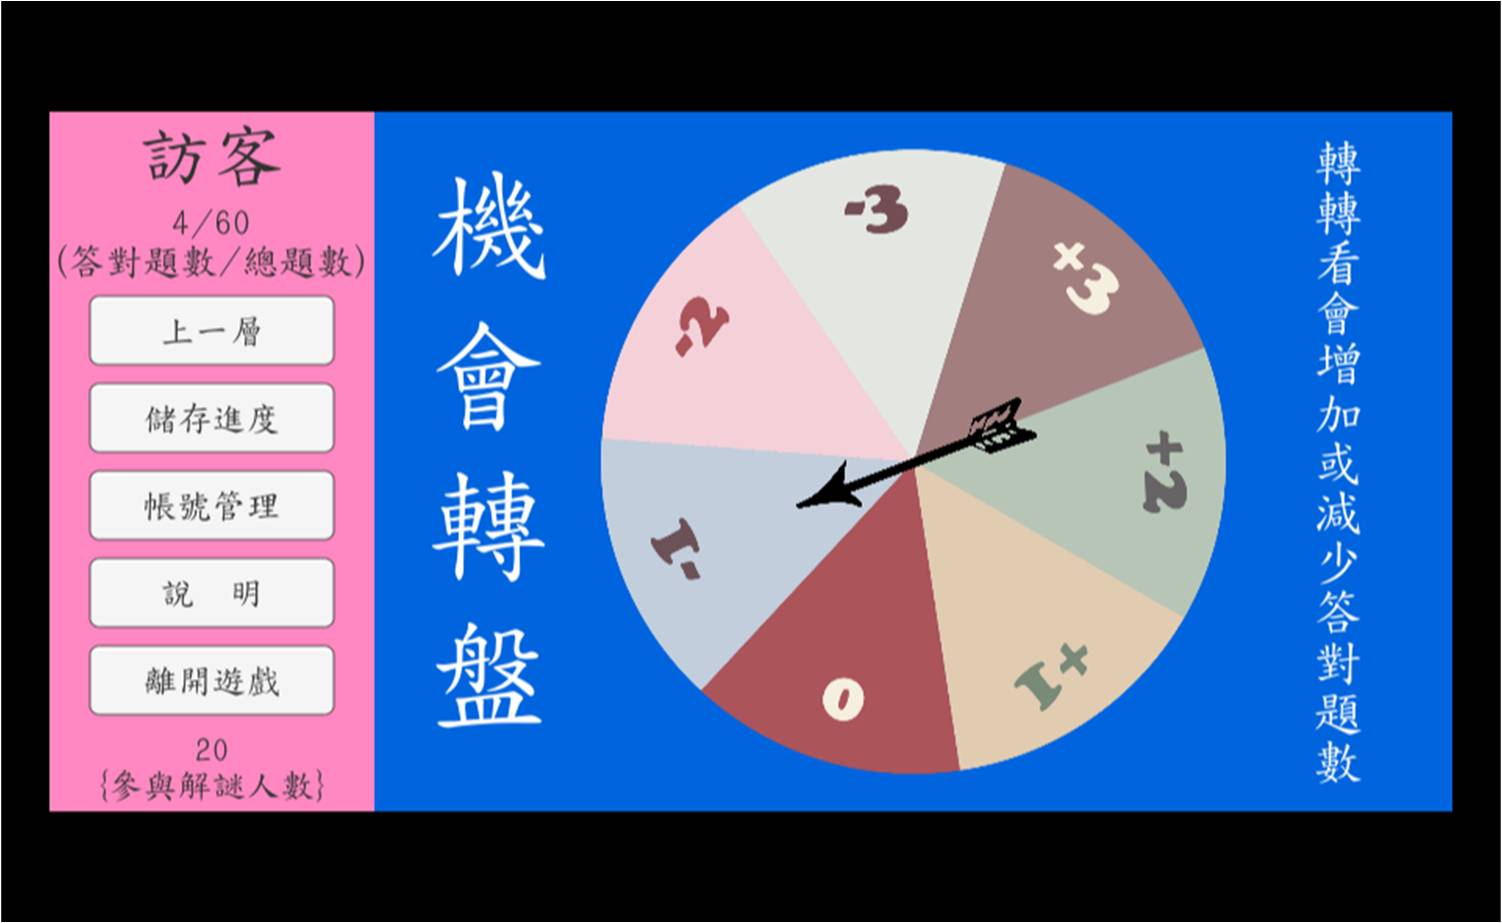 訪客
4/60
(答對題數/總題數)
上一層
儲存進度
帳號管理
說 明
離開遊戲
20
{參與解謎人數}
機會轉盤
-3
+3
-2
+2
-1
+1
0
轉轉看會增加或減少答對題數